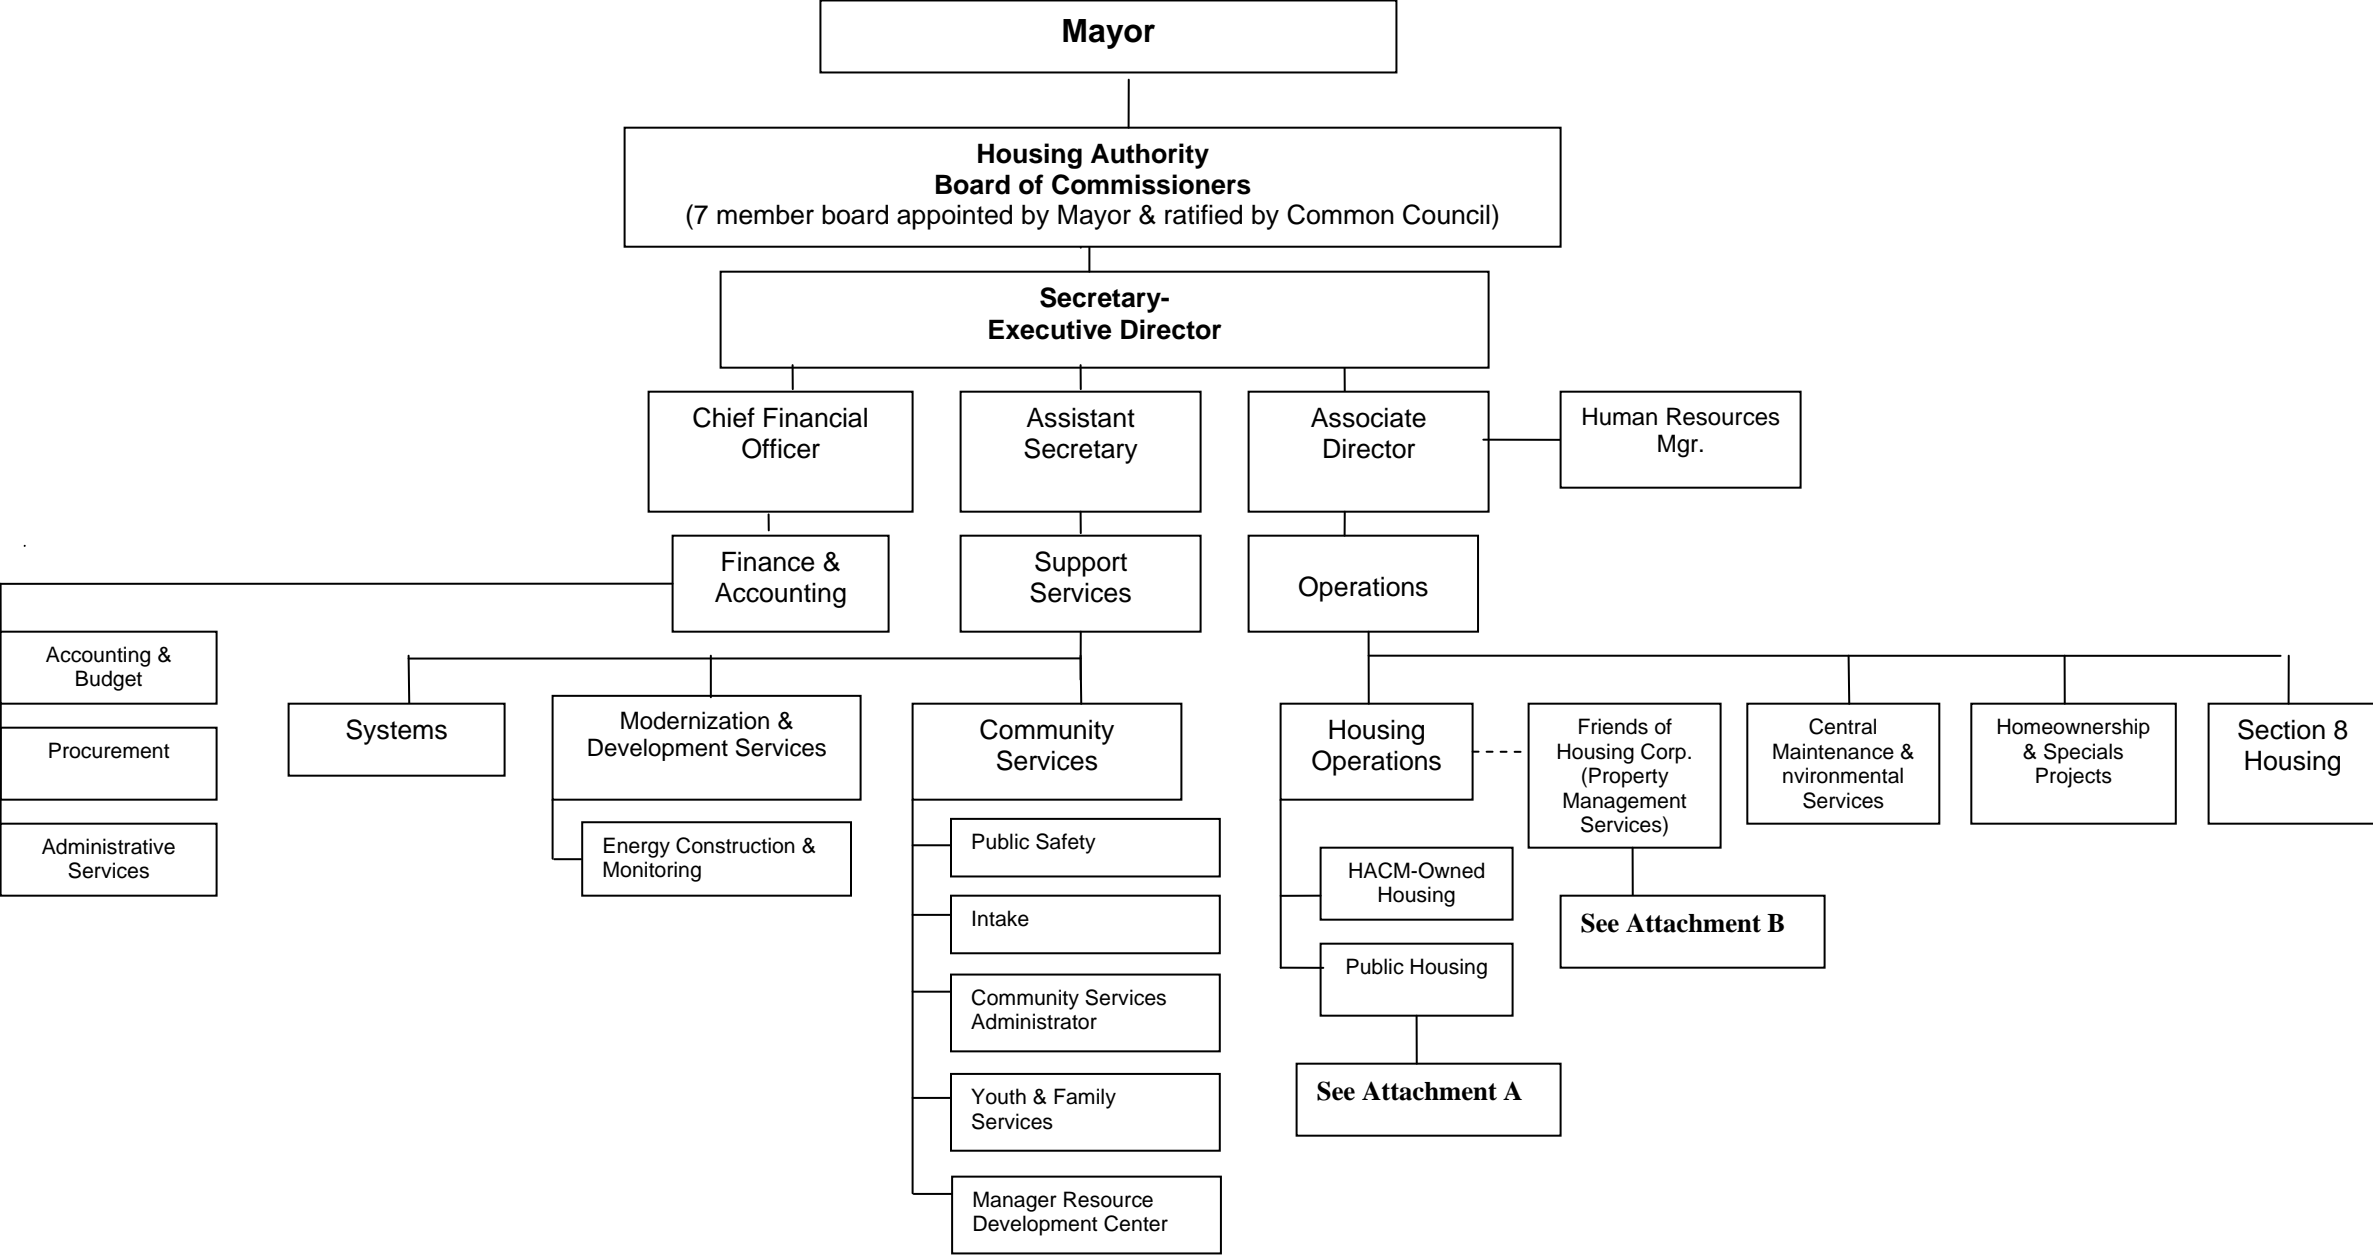 Mayor
Housing Authority
Board of Commissioners
(7 member board appointed by Mayor & ratified by Common Council)
Secretary-
Executive Director
Chief Financial
Officer
Assistant
Secretary
Associate
Director
Human Resources
Mgr.
Finance &
Accounting
Support
Services
Operations
Accounting &
Budget
Procurement
Administrative
Services
Systems
Modernization &
Development Services
Energy Construction &
Monitoring
Community
Services
Public Safety
Intake
Community Services
Administrator
Youth & Family
Services
Manager Resource
Development Center
Housing
Operations
HACM-Owned
Housing
Public Housing
See Attachment A
Friends of
Housing Corp.
(Property
Management
Services)
See Attachment B
Central
Maintenance &
nvironmental
Services
Homeownership
& Specials
Projects
Section 8
Housing